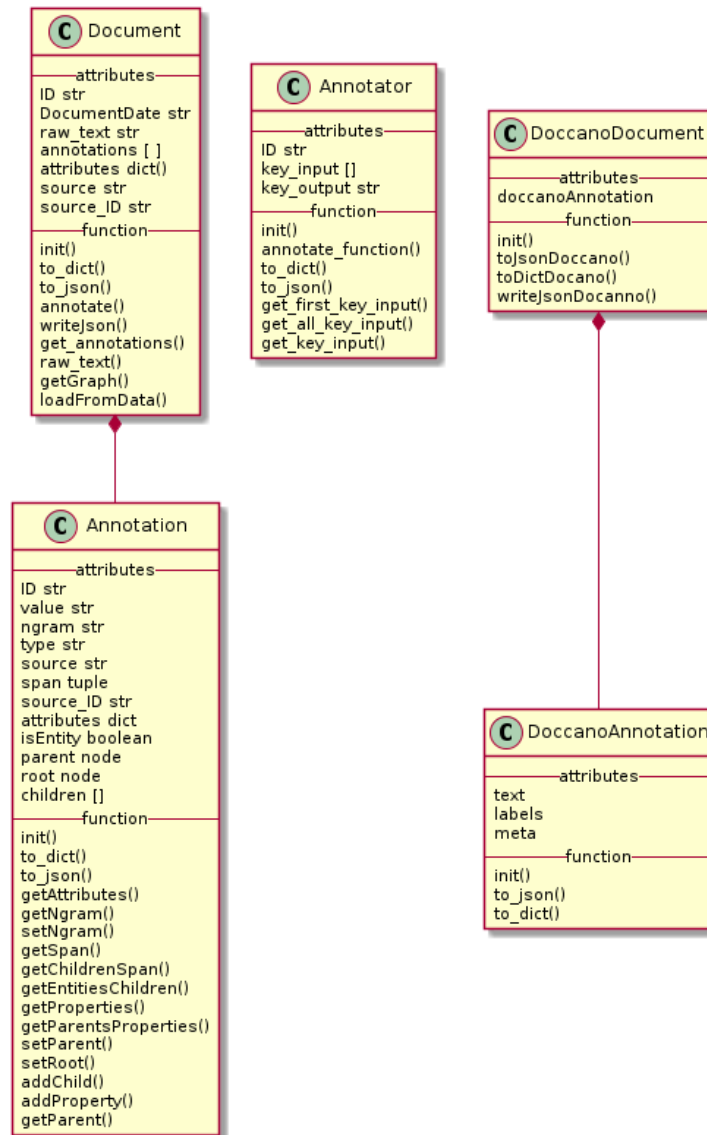 C Document
attributes
ID str
DocumentDate str
raw_text str
annotations [ ]
attributes dict()
source str
source_ID str
function
init()
to_dict()
to_json()
annotate()
writeJson()
get_annotations()
raw_text()
getGraph()
loadFromData()
C Annotator
attributes
ID str
key_input []
key_output str
function
init()
annotate_function()
to_dict()
to_json()
get_first_key_input()
get_all_key_input()
get_key_input()
C DoccanoDocument
attributes
doccanoAnnotation
function
init()
toJsonDoccano()
toDictDocano()
writeJsonDocanno()
C Annotation
attributes
ID str
value str
ngram str
type str
source str
span tuple
source_ID str
attributes dict
isEntity boolean
parent node
root node
children []
function
init()
to_dict()
to_json()
getAttributes()
getNgram()
setNgram()
getSpan()
getChildrenSpan()
getEntitiesChildren()
getProperties()
getParentsProperties()
setParent()
setRoot()
addChild()
addProperty()
getParent()
C DoccanoAnnotation
attributes
text
labels
meta
function
init()
to_json()
to_dict()